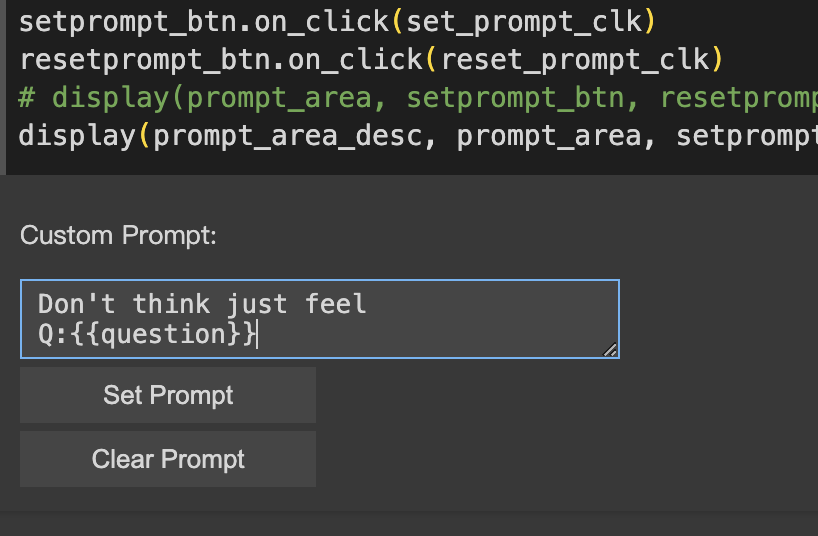 setprompt_btn.on_click(set_prompt_clk)
resetprompt_btn.on_click(reset_prompt_clk)
# display(prompt_area, setprompt_btn, resetpromp
display(prompt_area_desc, prompt_area, setprompt
Custom Prompt:
Don't think just feel
Q:{{question}}
Set Prompt
Clear Prompt